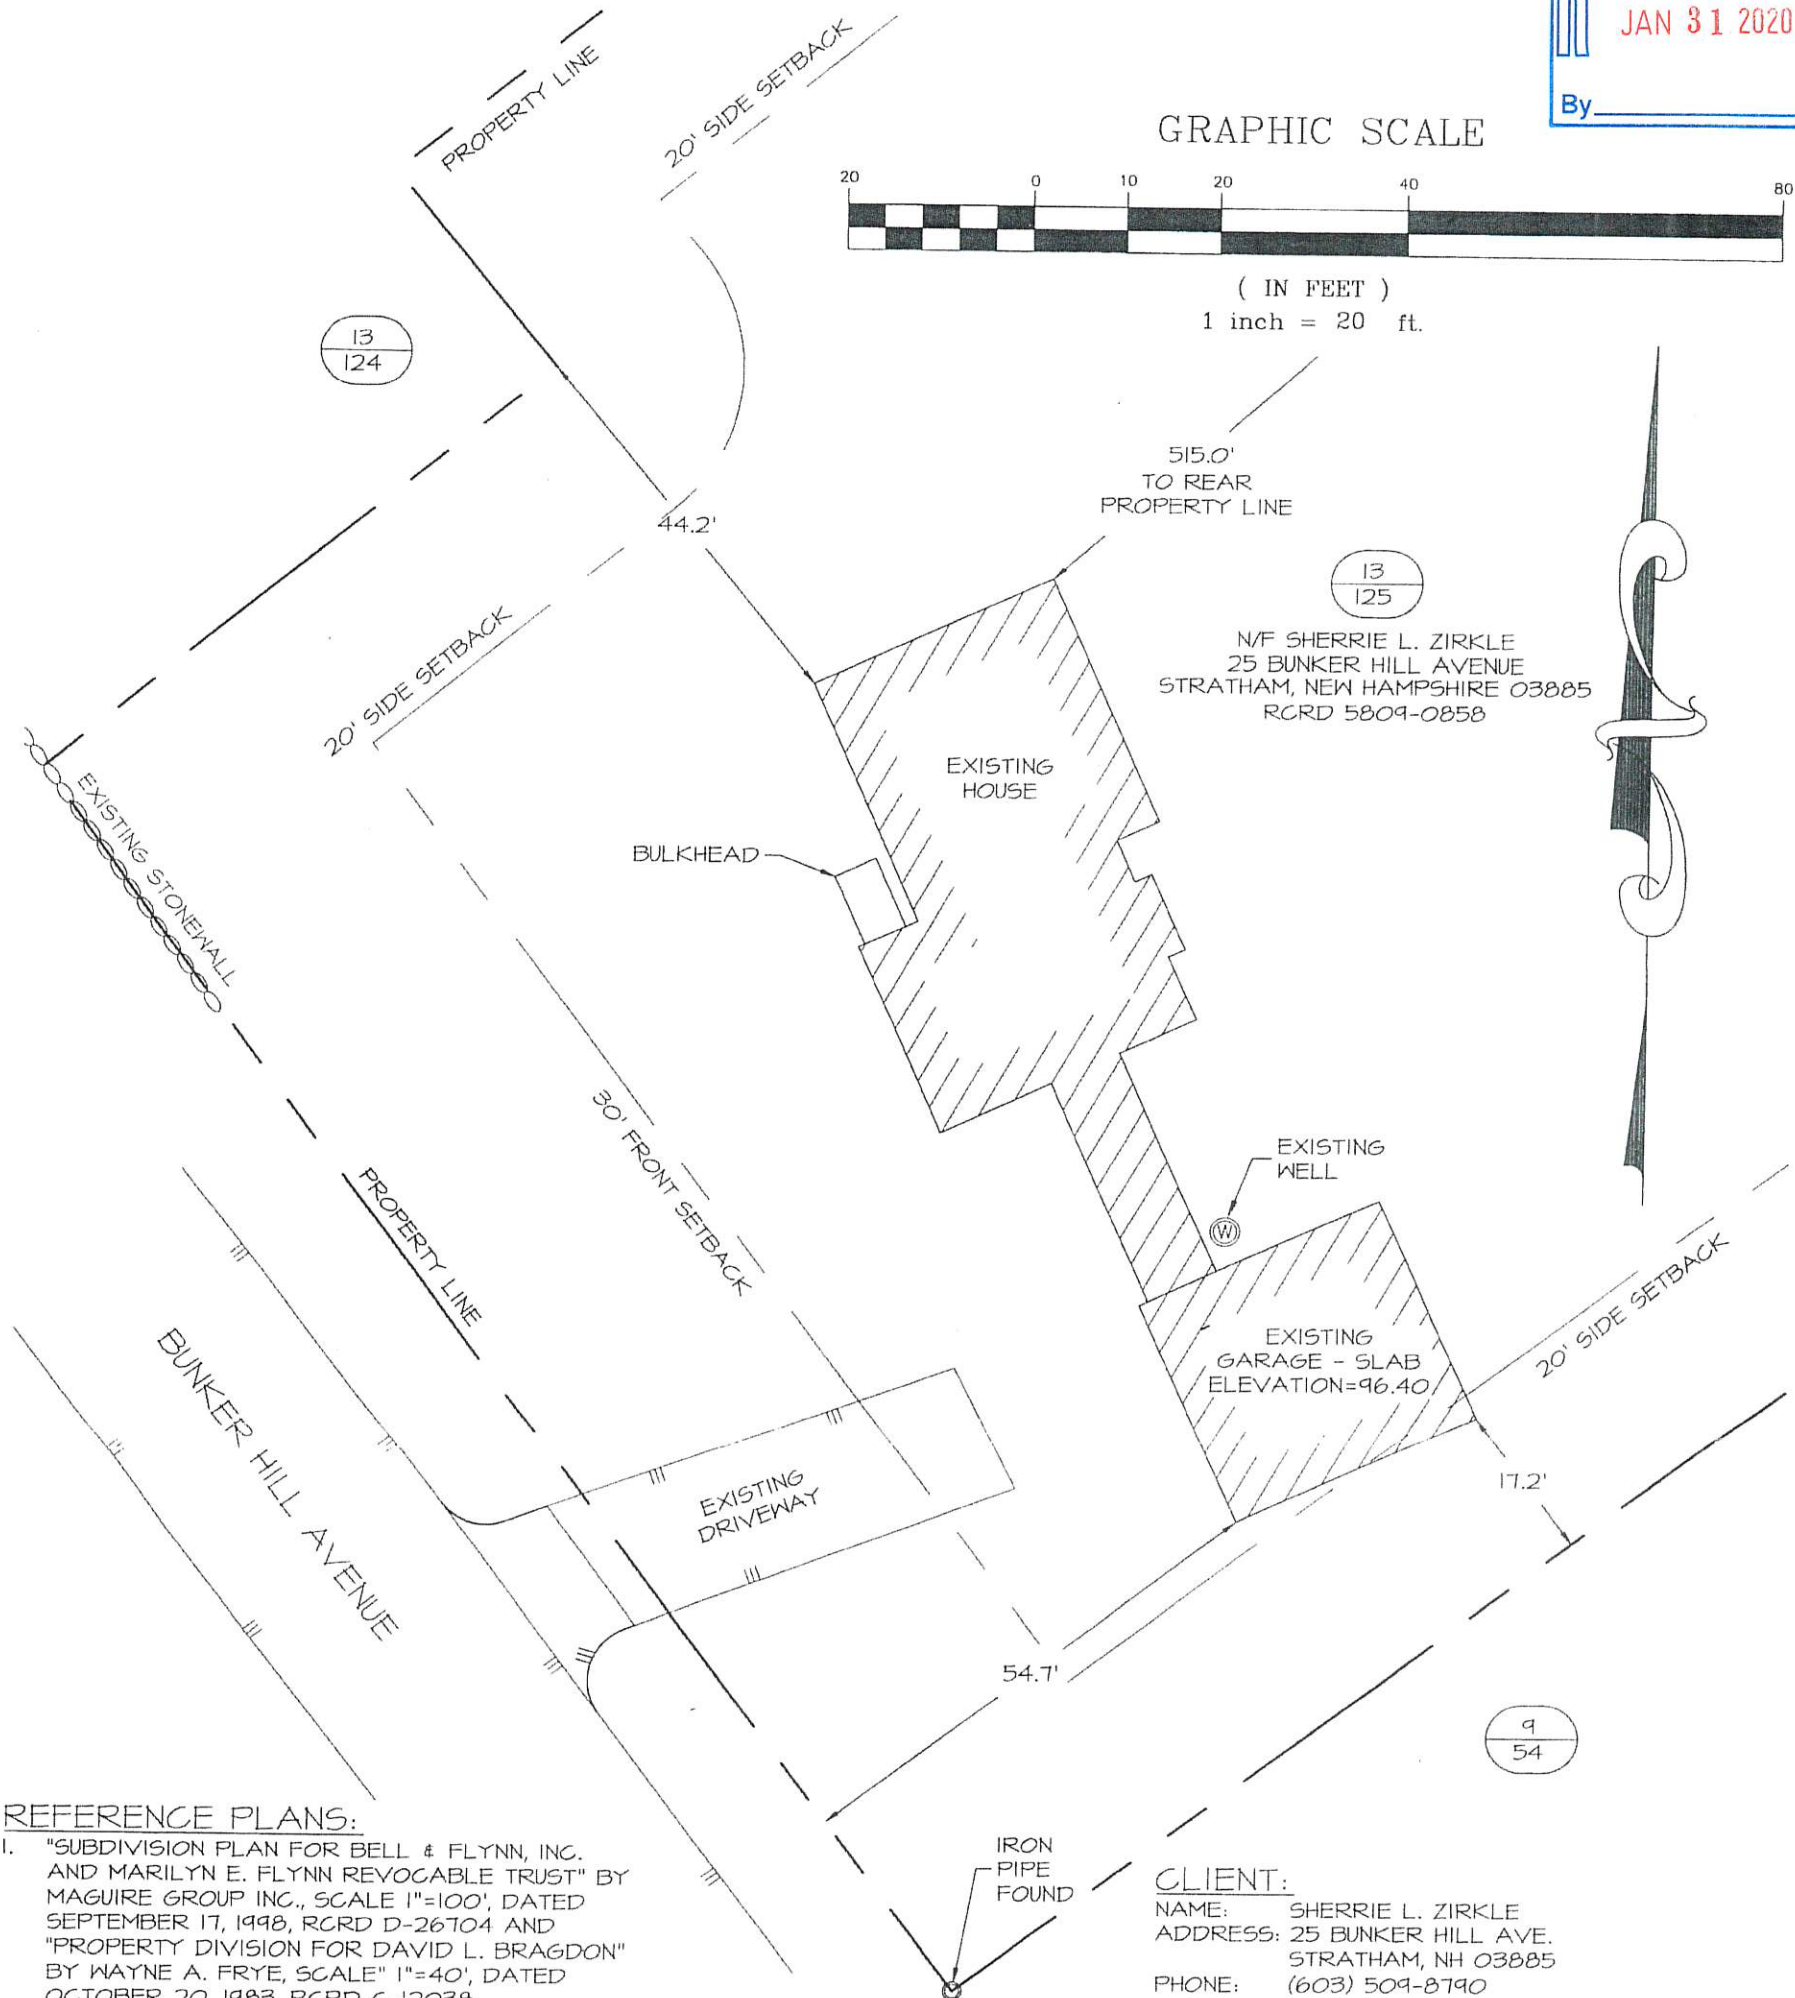 JAN 31 2020
By
PROPERTY LINE
20' SIDE SETBACK
GRAPHIC SCALE
20 0 10 20 40 80
( IN FEET )
1 inch = 20 ft.
13
124
515.0'
TO REAR
PROPERTY LINE
44.2'
13
125
N/F SHERRIE L. ZIRKLE
25 BUNKER HILL AVENUE
STRATHAM, NEW HAMPSHIRE 03885
RCRD 5809-0858
20' SIDE SETBACK
EXISTING STONEWALL
EXISTING
HOUSE
BULKHEAD
30' FRONT SETBACK
EXISTING
WELL
W
PROPERTY LINE
BUNKER HILL AVENUE
EXISTING
GARAGE - SLAB
ELEVATION=96.40
20' SIDE SETBACK
17.2'
EXISTING
DRIVEWAY
54.7'
9
54
REFERENCE PLANS:
1. "SUBDIVISION PLAN FOR BELL & FLYNN, INC.
AND MARILYN E. FLYNN REVOCABLE TRUST" BY
MAGUIRE GROUP INC., SCALE 1"=100', DATED
SEPTEMBER 17, 1998, RCRD D-26704 AND
"PROPERTY DIVISION FOR DAVID L. BRAGDON"
BY WAYNE A. FRYE, SCALE" 1"=40', DATED
OCTOBER 20, 1983, RCRD C-12039
IRON
PIPE
FOUND
CLIENT:
NAME: SHERRIE L. ZIRKLE
ADDRESS: 25 BUNKER HILL AVE.
STRATHAM, NH 03885
PHONE: (603) 509-8790